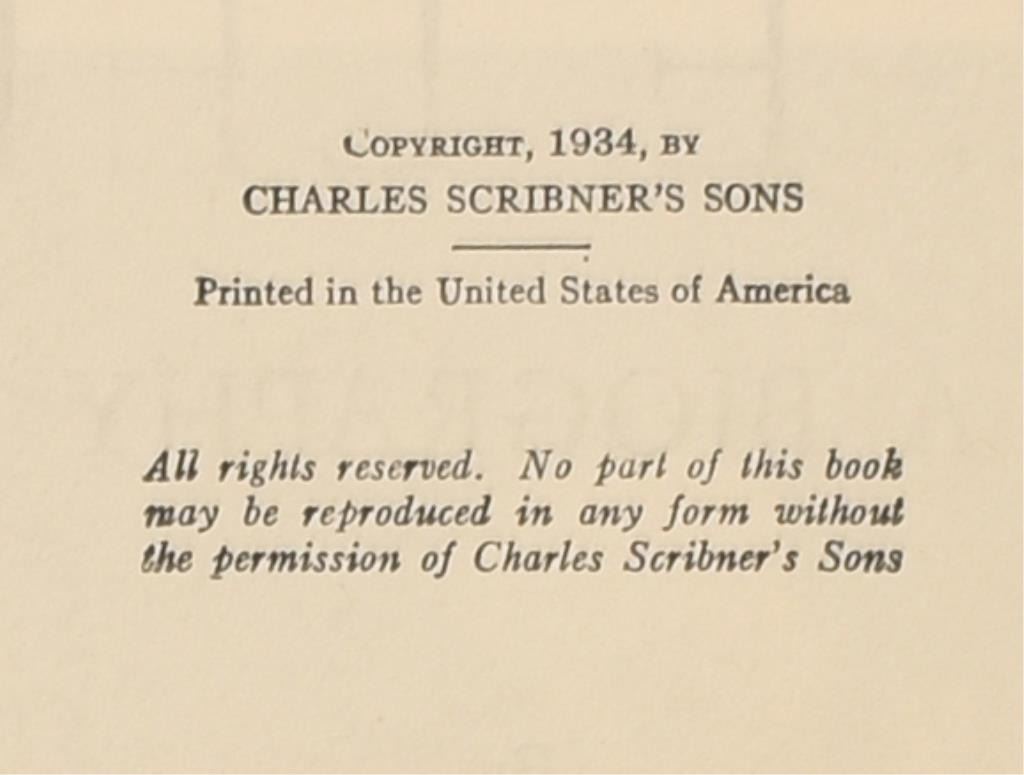 COPYRIGHT, 1934, BY
CHARLES SCRIBNER'S SONS
Printed in the United States of America
A BIOGRAPHY
All rights reserved. No part of this book
may be reproduced in any form without
the permission of Charles Scribner's Sons